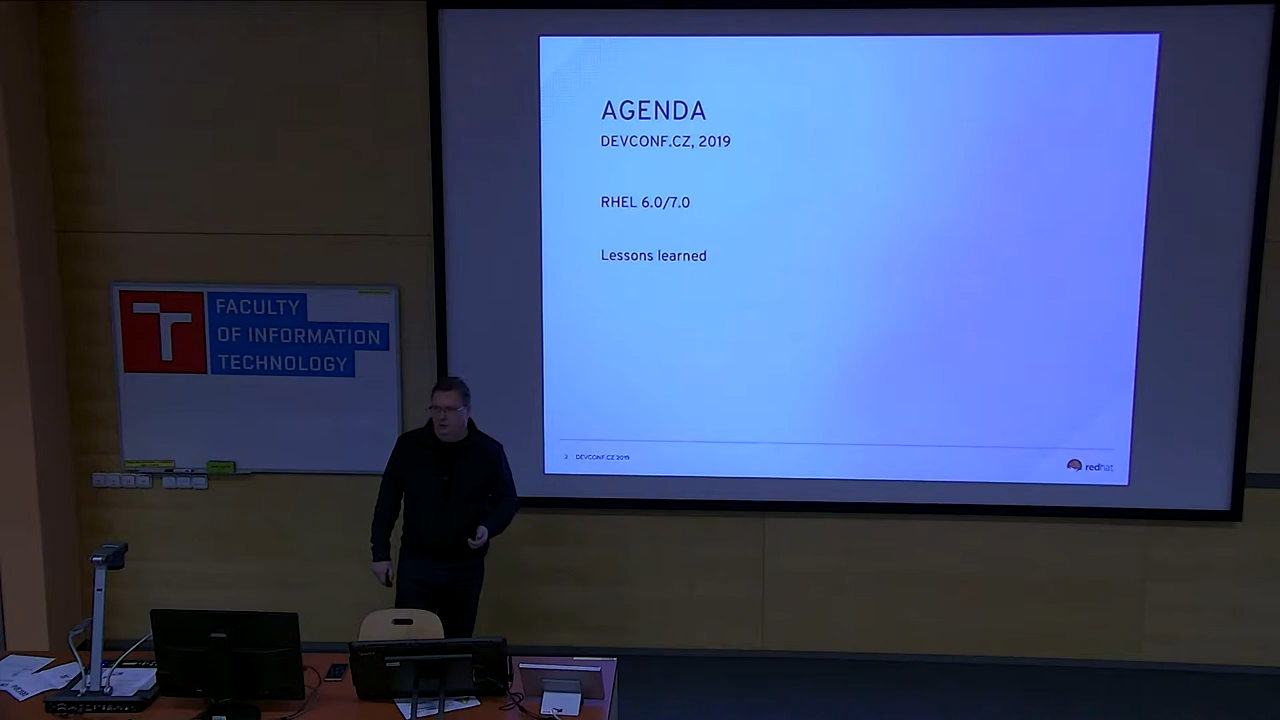 AGENDA
DEVCONF.CZ, 2019
RHEL 6.0/7.0
Lessons learned
2 DEVCONF.CZ 2019
redhat
FACULTY
OF INFORMATION
TECHNOLOGY